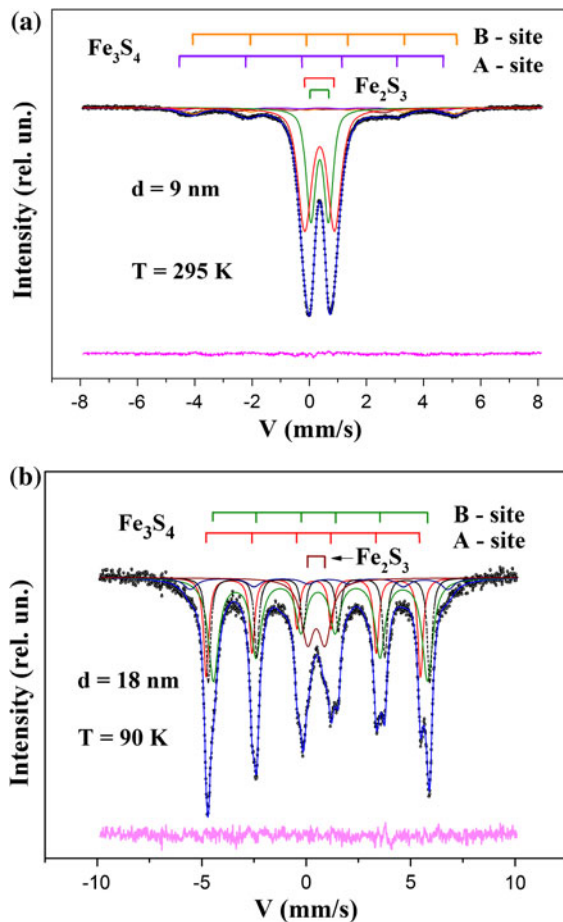 (a)
Fe₃S₄
B - site
A - site
Fe₂S₃
d = 9 nm
T = 295 K
Intensity (rel. un.)
-8 -6 -4 -2 0 2 4 6 8
V (mm/s)
(b)
Fe₃S₄
B - site
A - site
Fe₂S₃
d = 18 nm
T = 90 K
Intensity (rel. un.)
-10 -5 0 5 10
V (mm/s)